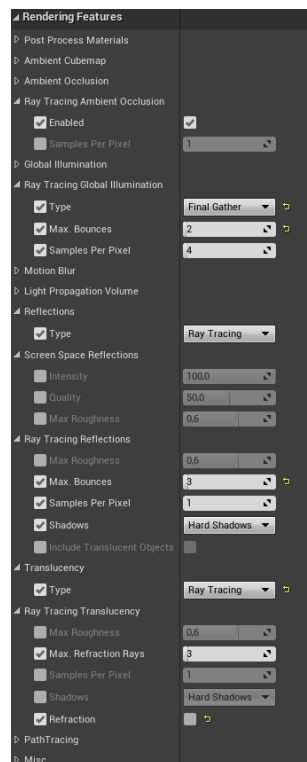 Rendering Features
Post Process Materials
Ambient Cubemap
Ambient Occlusion
Ray Tracing Ambient Occlusion
Enabled
Samples Per Pixel 1
Global Illumination
Ray Tracing Global Illumination
Type Final Gather
Max. Bounces 2
Samples Per Pixel 4
Motion Blur
Light Propagation Volume
Reflections
Type Ray Tracing
Screen Space Reflections
Intensity 100,0
Quality 50,0
Max Roughness 0,6
Ray Tracing Reflections
Max Roughness 0,6
Max. Bounces 3
Samples Per Pixel 1
Shadows Hard Shadows
Include Translucent Objects
Translucency
Type Ray Tracing
Ray Tracing Translucency
Max Roughness 0,6
Max. Refraction Rays 3
Samples Per Pixel 1
Shadows Hard Shadows
Refraction
PathTracing
Misc